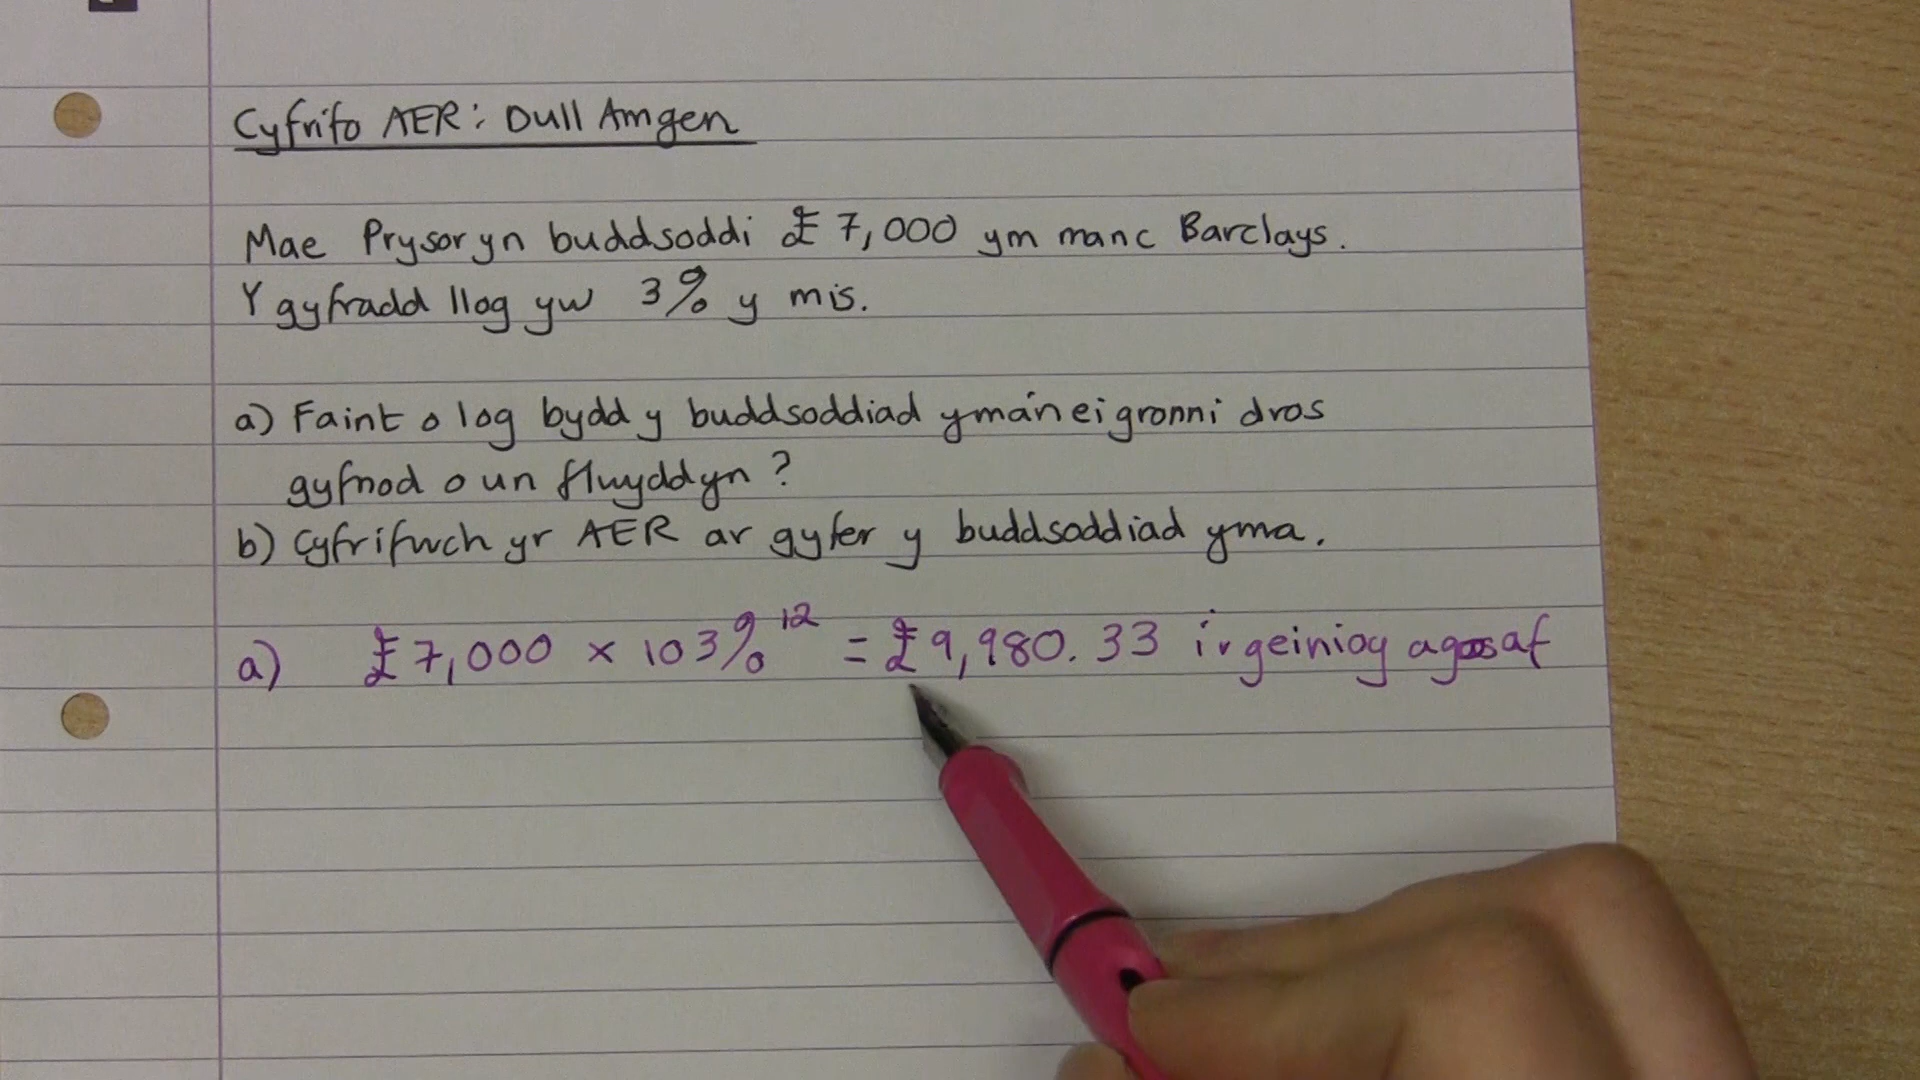 Cyfrifo AER: Dull Amgen
Mae Prysor yn buddsoddi £7,000 ym manc Barclays.
Y gyfradd llog yw 3% y mis.
a) Faint o log bydd y buddsoddiad yma'n ei gronni dros
gyfnod o un flwyddyn?
b) Cyfrifwch yr AER ar gyfer y buddsoddiad yma.
a) £7,000 × 103%¹² = £9,980.33 i'r geiniog agosaf